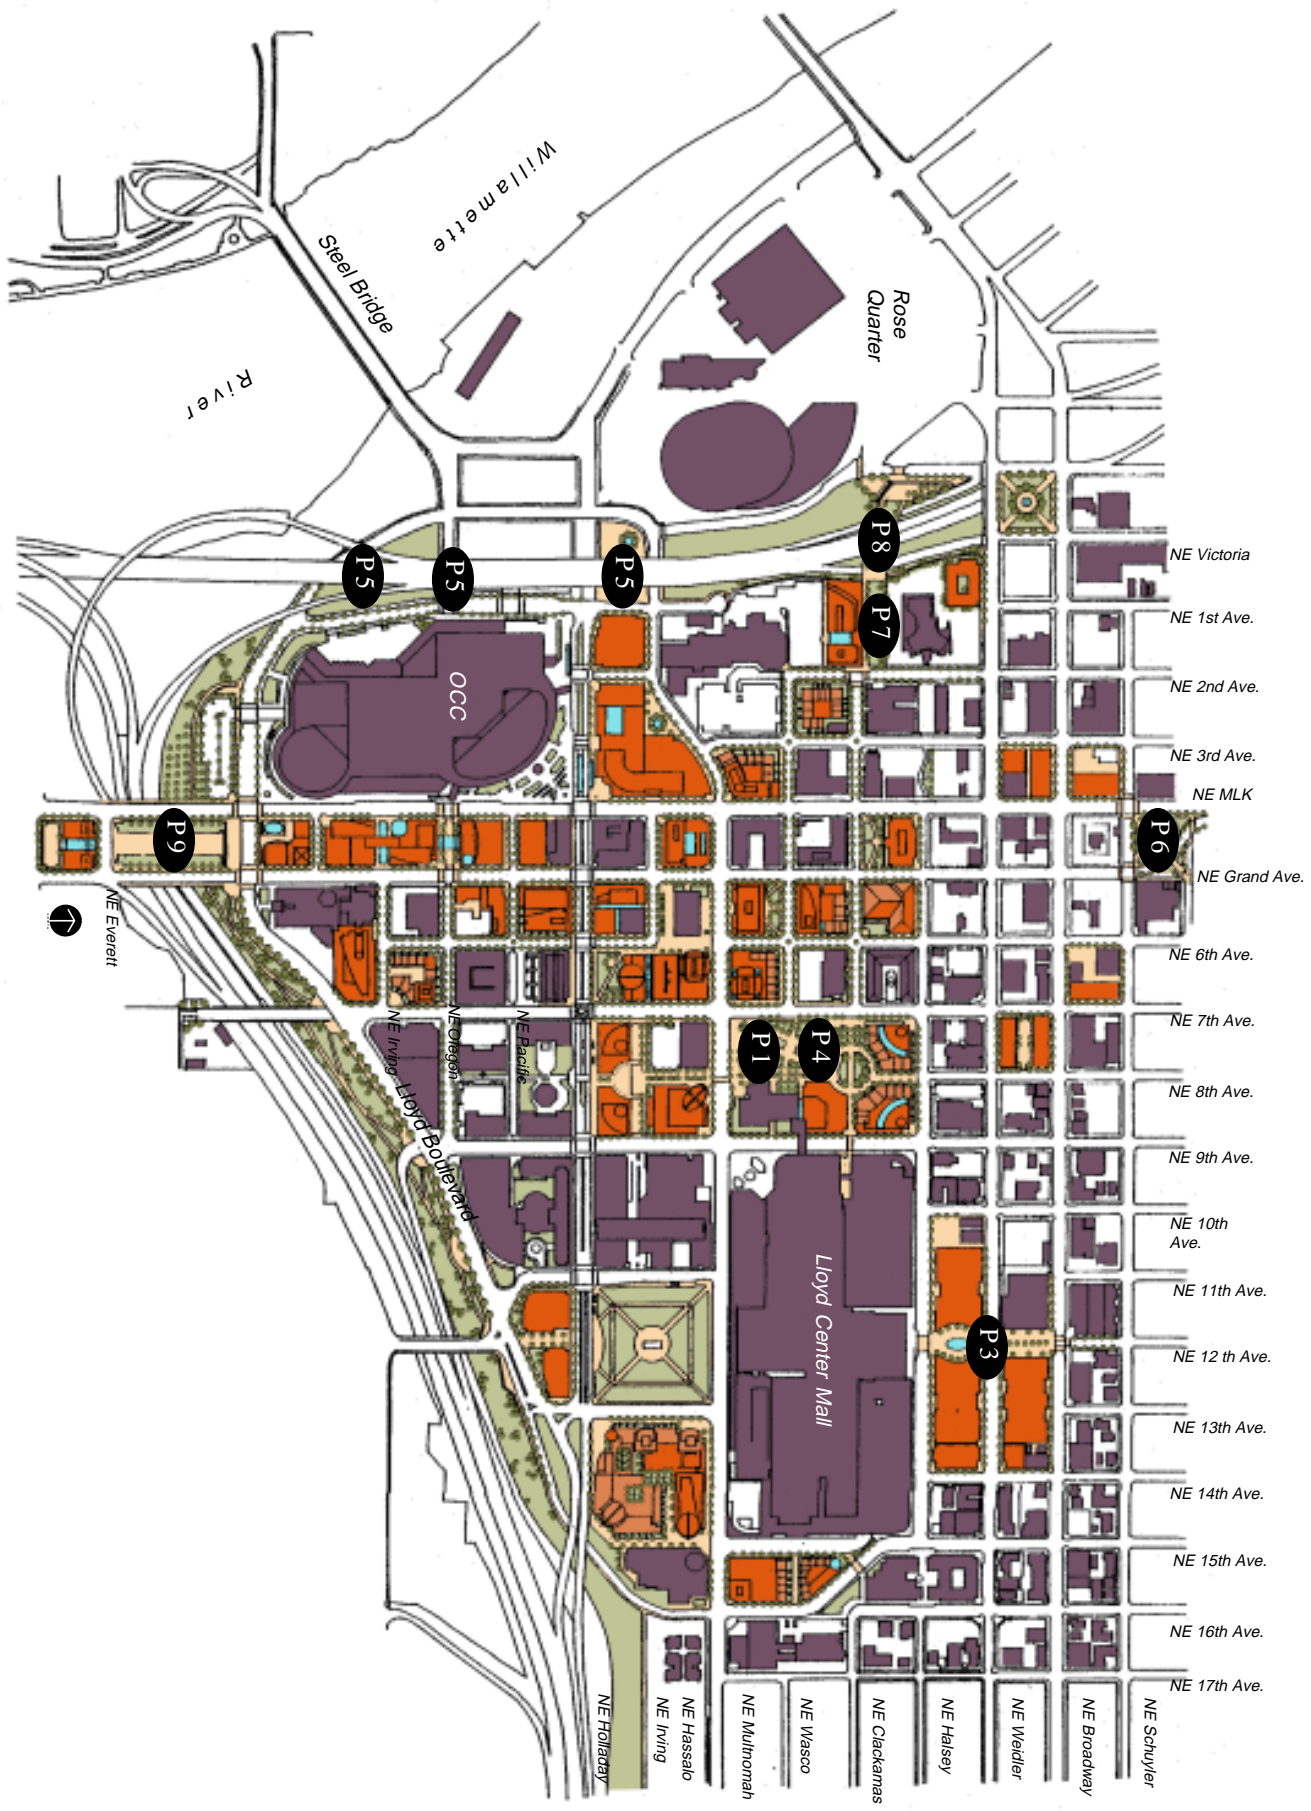 Willamette
Steel Bridge
River
Rose
Quarter
P8
P5
P5
P5
P7
NE Victoria
NE 1st Ave.
OCC
NE 2nd Ave.
NE 3rd Ave.
NE MLK
P9
P6
NE Grand Ave.
NE Everett
NE 6th Ave.
NE 7th Ave.
NE Irving
NE Oregon
NE Pacific
P1
P4
NE 8th Ave.
Lloyd Boulevard
NE 9th Ave.
NE 10th
Ave.
Lloyd Center Mall
NE 11th Ave.
P3
NE 12 th Ave.
NE 13th Ave.
NE 14th Ave.
NE 15th Ave.
NE 16th Ave.
NE 17th Ave.
NE Holladay
NE Irving
NE Hassalo
NE Multnomah
NE Wasco
NE Clackamas
NE Halsey
NE Weidler
NE Broadway
NE Schuyler